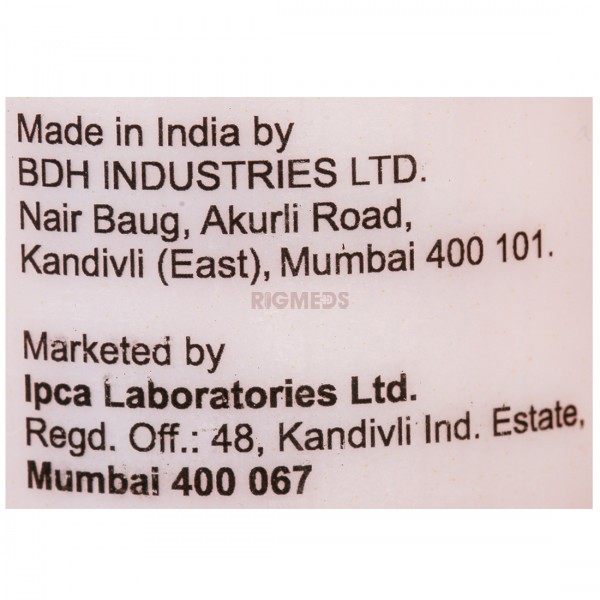 Made in India by
BDH INDUSTRIES LTD.
Nair Baug, Akurli Road,
Kandivli (East), Mumbai 400 101.
RIGMEDS
Marketed by
Ipca Laboratories Ltd.
Regd. Off.: 48, Kandivli Ind. Estate,
Mumbai 400 067